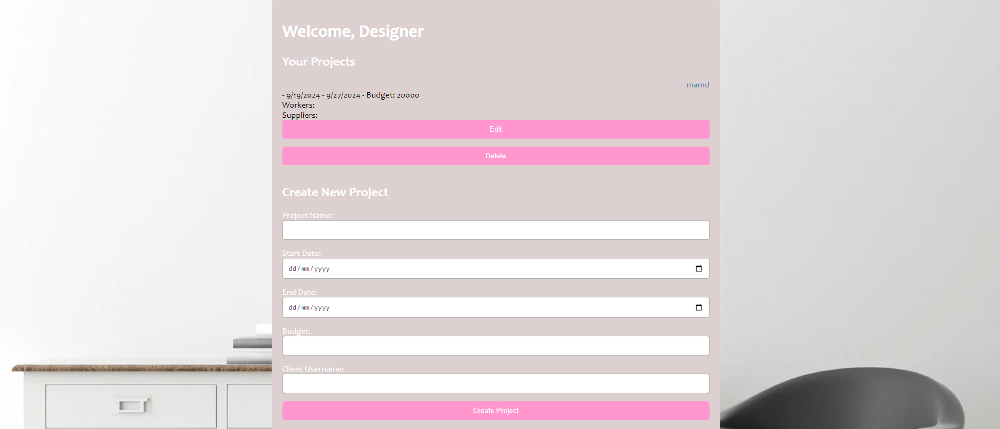 Welcome, Designer
Your Projects
mamd
- 9/19/2024 - 9/27/2024 - Budget: 20000
Workers:
Suppliers:
Edit
Delete
Create New Project
Project Name:
Start Date:
dd/mm/yyyy
End Date:
dd/mm/yyyy
Budget:
Client Username:
Create Project